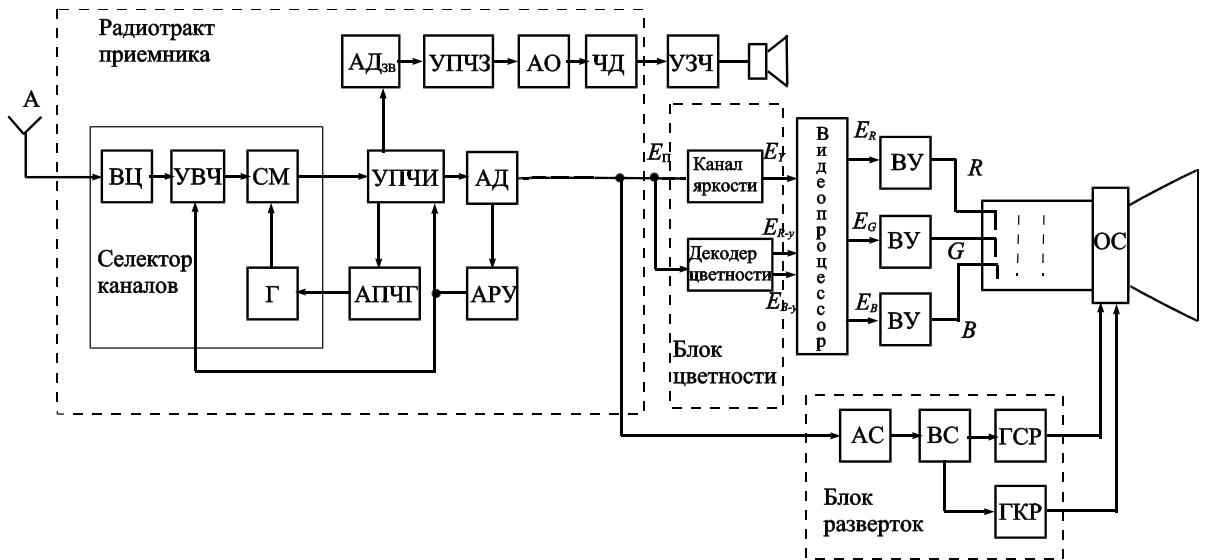 Радиотракт
приемника
А
АДзв
УПЧЗ
АО
ЧД
УЗЧ
ВЦ
УВЧ
СМ
УПЧИ
АД
Селектор
каналов
Г
АПЧГ
АРУ
EП
Канал
яркости
EY
Декодер
цветности
ER-y
EB-y
Блок
цветности
Видеопроцессор
ER
ВУ
R
EG
ВУ
G
EB
ВУ
B
ОС
АС
ВС
ГСР
ГКР
Блок
разверток